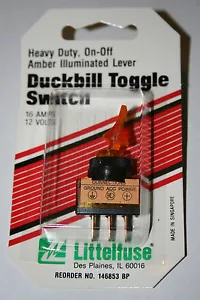 Heavy Duty, On-Off
Amber Illuminated Lever
Duckbill Toggle
Switch
16 AMPS
12 VOLTS
GROUND ACC POWER
MADE IN SINGAPORE
Littelfuse
Des Plaines, IL 60016
REORDER NO. 146853 BP